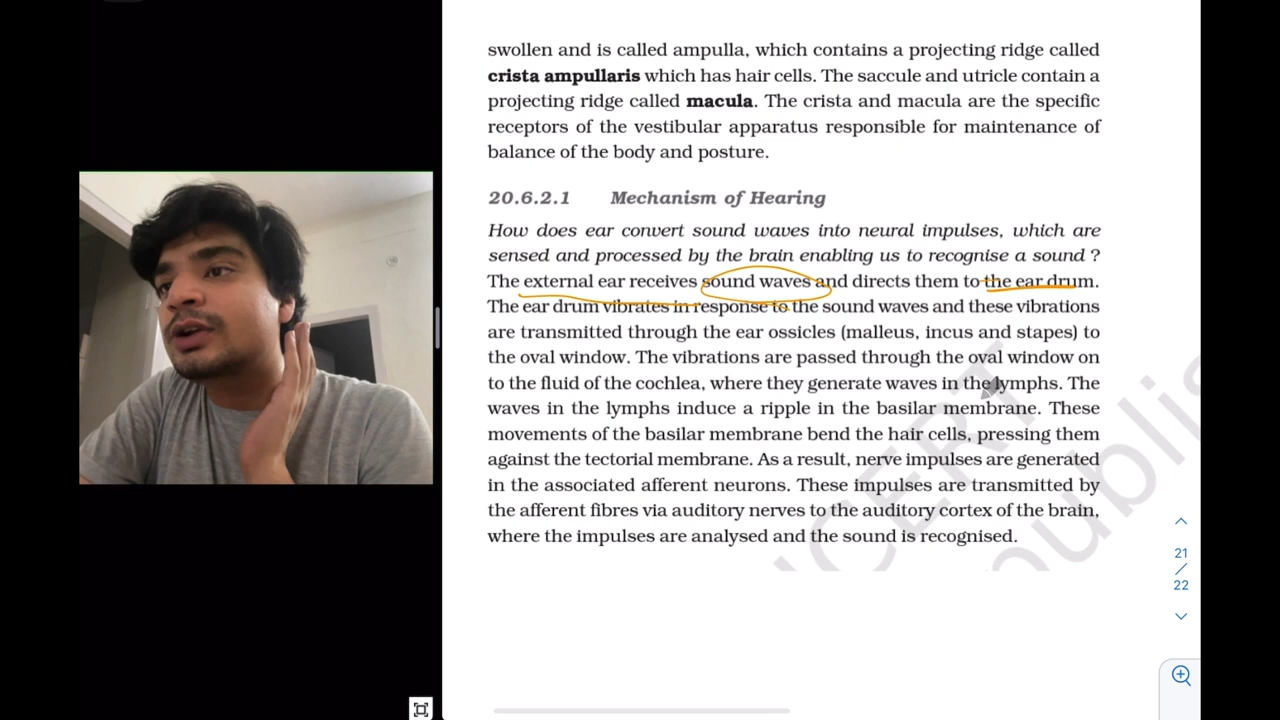 swollen and is called ampulla, which contains a projecting ridge called
crista ampullaris which has hair cells. The saccule and utricle contain a
projecting ridge called macula. The crista and macula are the specific
receptors of the vestibular apparatus responsible for maintenance of
balance of the body and posture.
20.6.2.1 Mechanism of Hearing
How does ear convert sound waves into neural impulses, which are
sensed and processed by the brain enabling us to recognise a sound ?
The external ear receives sound waves and directs them to the ear drum.
The ear drum vibrates in response to the sound waves and these vibrations
are transmitted through the ear ossicles (malleus, incus and stapes) to
the oval window. The vibrations are passed through the oval window on
to the fluid of the cochlea, where they generate waves in the lymphs. The
waves in the lymphs induce a ripple in the basilar membrane. These
movements of the basilar membrane bend the hair cells, pressing them
against the tectorial membrane. As a result, nerve impulses are generated
in the associated afferent neurons. These impulses are transmitted by
the afferent fibres via auditory nerves to the auditory cortex of the brain,
where the impulses are analysed and the sound is recognised.
NCERT
publis
21
/
22